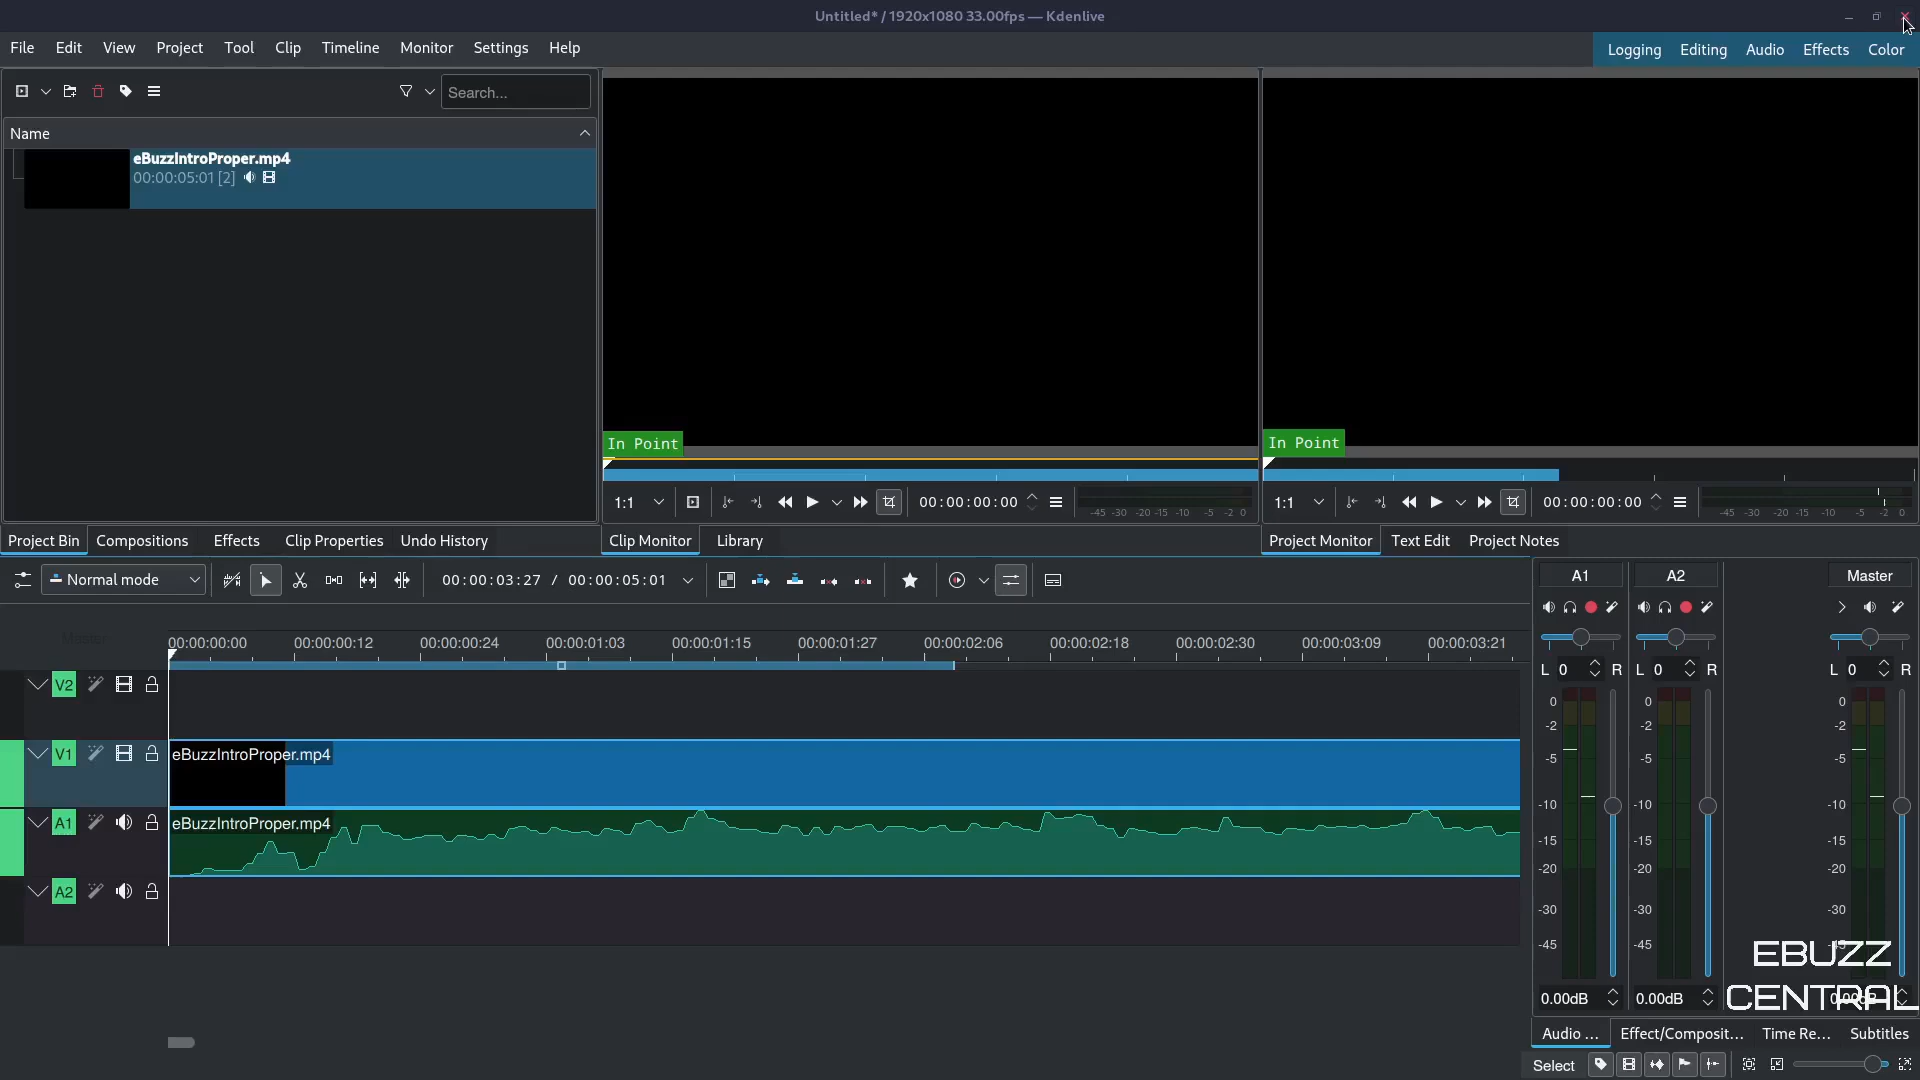 Untitled* / 1920x1080 33.00fps — Kdenlive
File Edit View Project Tool Clip Timeline Monitor Settings Help
Logging Editing Audio Effects Color
Search...
Name
eBuzzIntroProper.mp4
00:00:05:01 [2]
In Point
In Point
1:1
00:00:00:00
-45 -30 -20 -15 -10 -5 -2 0
1:1
00:00:00:00
-45 -30 -20 -15 -10 -5 -2 0
Project Bin Compositions Effects Clip Properties Undo History
Clip Monitor Library
Project Monitor Text Edit Project Notes
Normal mode
00:00:03:27 / 00:00:05:01
A1 A2 Master
Master
00:00:00:00 00:00:00:12 00:00:00:24 00:00:01:03 00:00:01:15 00:00:01:27 00:00:02:06 00:00:02:18 00:00:02:30 00:00:03:09 00:00:03:21
L 0 R L 0 R L 0 R
V2
V1 eBuzzIntroProper.mp4
A1 eBuzzIntroProper.mp4
A2
0 0 0
-2 -2 -2
-5 -5 -5
-10 -10 -10
-15 -15 -15
-20 -20 -20
-30 -30 -30
-45 -45 -45
EBUZZ
CENTRAL
0.00dB 0.00dB 0.00dB
Audio ... Effect/Composit... Time Re... Subtitles
Select